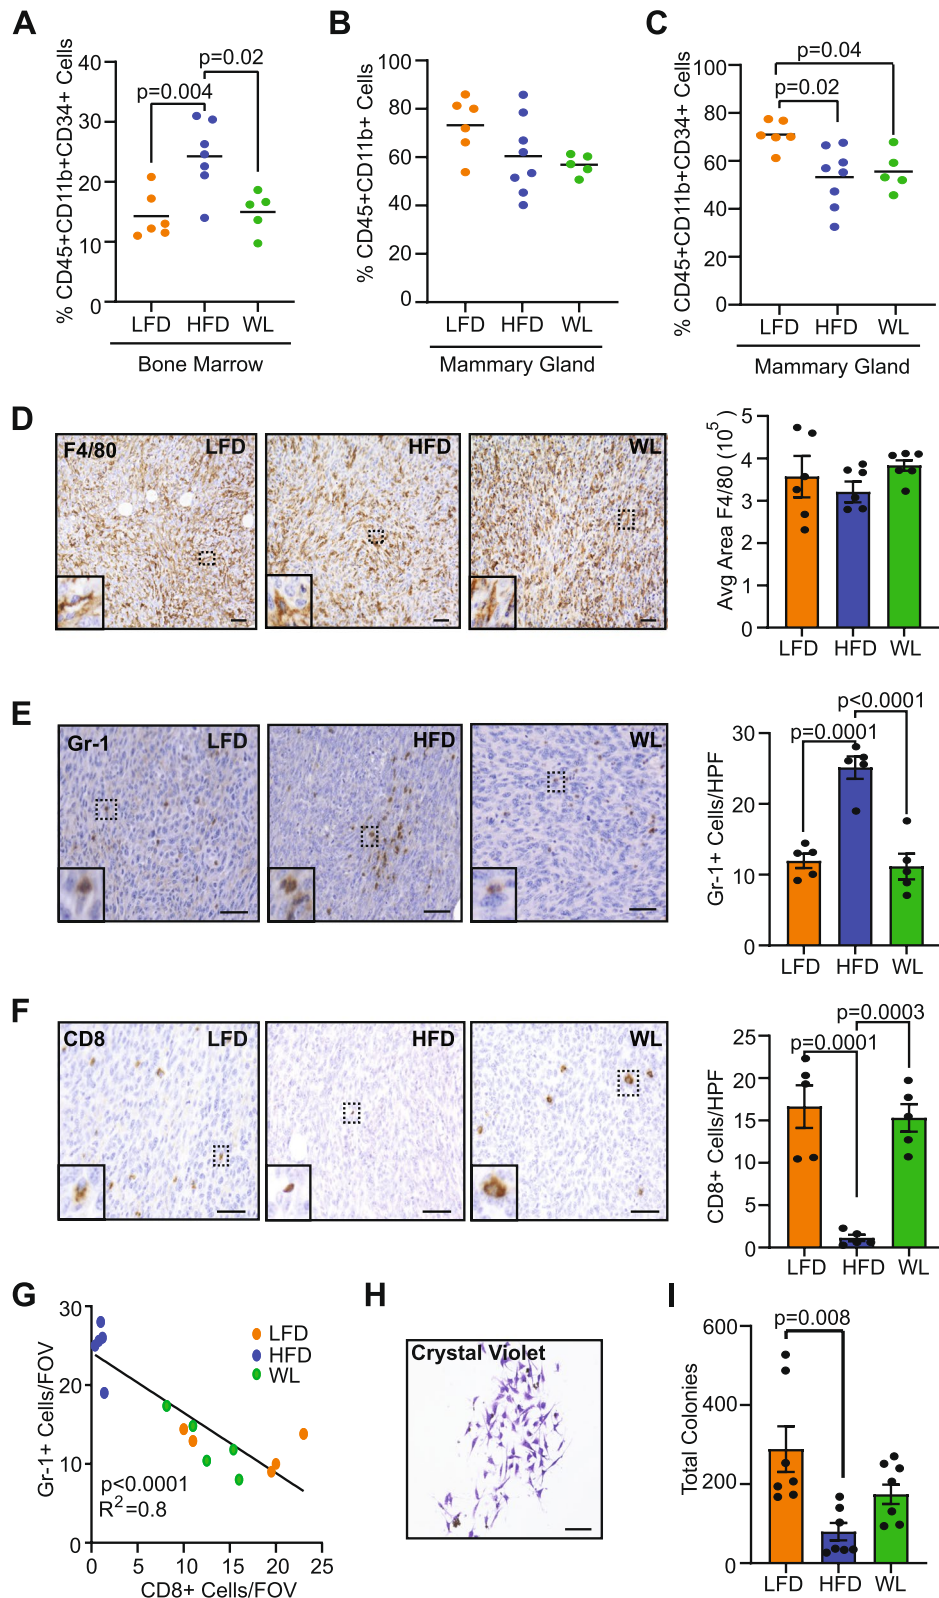 A
% CD45+CD11b+CD34+ Cells
40
30
20
10
0
p=0.004
p=0.02
LFD HFD WL
Bone Marrow
B
% CD45+CD11b+ Cells
100
80
60
40
20
0
LFD HFD WL
Mammary Gland
C
% CD45+CD11b+CD34+ Cells
100
80
60
40
20
0
p=0.04
p=0.02
LFD HFD WL
Mammary Gland
D
F4/80 LFD
HFD
WL
Avg Area F4/80 (10^5)
5
4
3
2
1
0
LFD HFD WL
E
Gr-1 LFD
HFD
WL
Gr-1+ Cells/HPF
30
20
10
0
p<0.0001
p=0.0001
LFD HFD WL
F
CD8 LFD
HFD
WL
CD8+ Cells/HPF
25
20
15
10
5
0
p=0.0003
p=0.0001
LFD HFD WL
G
Gr-1+ Cells/FOV
30
20
10
0
LFD
HFD
WL
p<0.0001
R²=0.8
0 5 10 15 20 25
CD8+ Cells/FOV
H
Crystal Violet
I
Total Colonies
600
400
200
0
p=0.008
LFD HFD WL